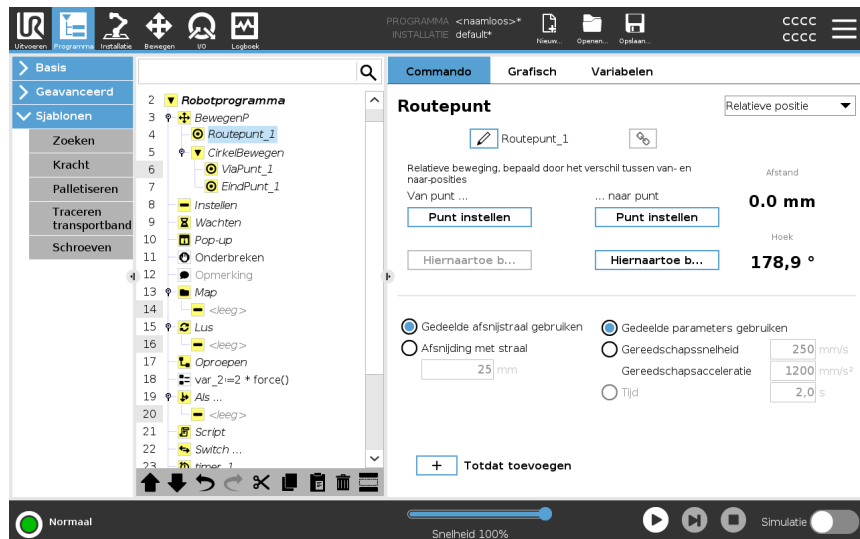 UR
Uitvoeren
Programma
Installatie
Bewegen
I/O
Logboek
PROGRAMMA <naamloos>*
INSTALLATIE default*
Nieuw...
Openen...
Opslaan...
CCCC
CCCC
Basis
Geavanceerd
Sjablonen
Zoeken
Kracht
Palletiseren
Traceren
transportband
Schroeven
2 Robotprogramma
3 BewegenP
4 Routepunt_1
5 CirkelBewegen
6 ViaPunt_1
7 EindPunt_1
8 Instellen
9 Wachten
10 Pop-up
11 Onderbreken
12 Opmerking
13 Map
14 <leeg>
15 Lus
16 <leeg>
17 Oproepen
18 var_2:=2 * force()
19 Als ...
20 <leeg>
21 Script
22 Switch ...
23 timer_1
Commando Grafisch Variabelen
Routepunt
Relatieve positie
Routepunt_1
Relatieve beweging, bepaald door het verschil tussen van- en
naar-posities
Van punt ... ... naar punt
Punt instellen Punt instellen
Hiernaartoe b... Hiernaartoe b...
Afstand
0.0 mm
Hoek
178,9 °
Gedeelde afsnijstraal gebruiken
Afsnijding met straal
25 mm
Gedeelde parameters gebruiken
Gereedschapssnelheid 250 mm/s
Gereedschapsacceleratie 1200 mm/s²
Tijd 2,0 s
+ Totdat toevoegen
Normaal
Snelheid 100%
Simulatie